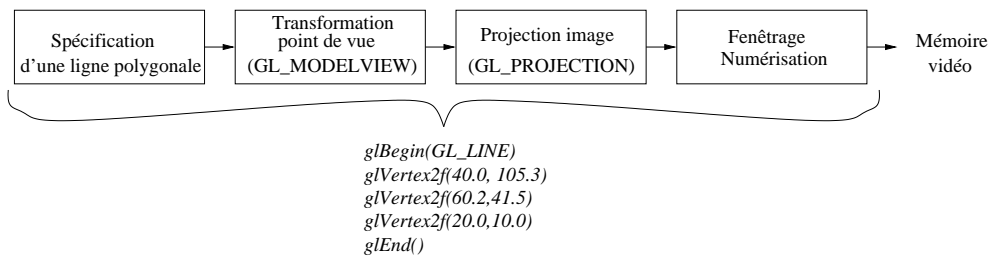 Spécification
d'une ligne polygonale
Transformation
point de vue
(GL_MODELVIEW)
Projection image
(GL_PROJECTION)
Fenêtrage
Numérisation
Mémoire
vidéo
glBegin(GL_LINE)
glVertex2f(40.0, 105.3)
glVertex2f(60.2,41.5)
glVertex2f(20.0,10.0)
glEnd()